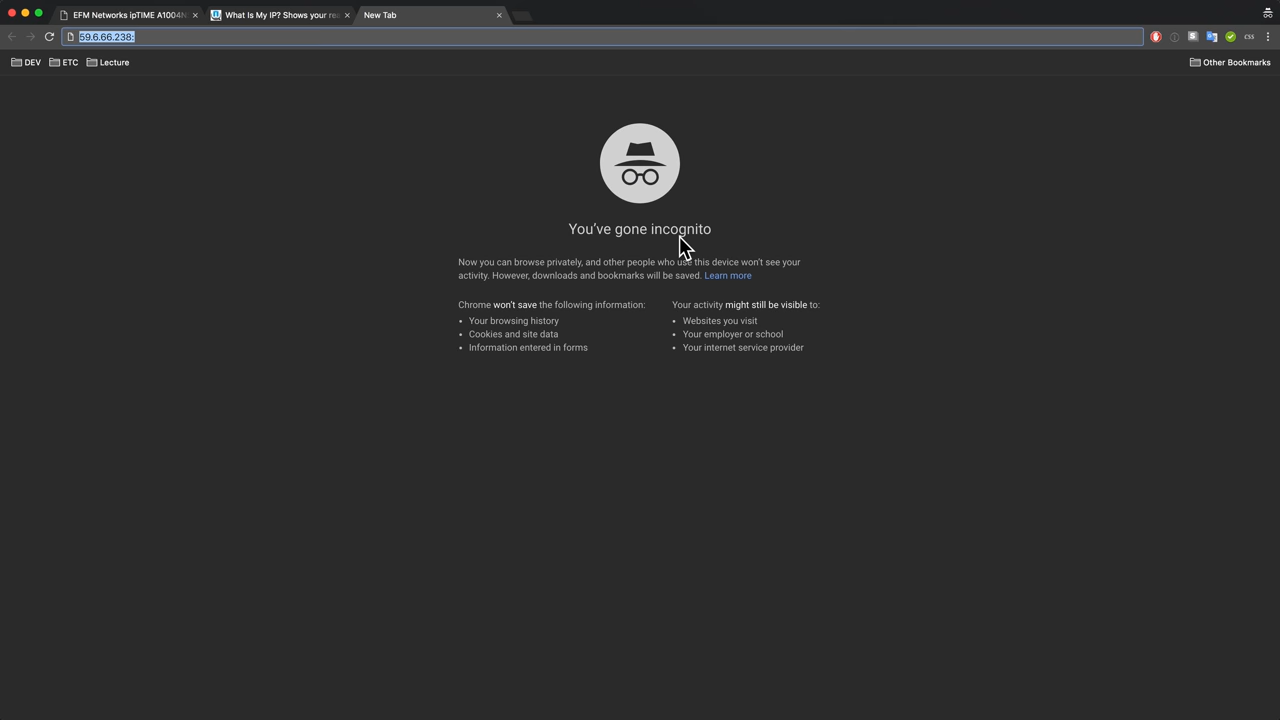 EFM Networks ipTIME A1004N
What Is My IP? Shows your rea
New Tab
59.6.66.238:
CSS
DEV
ETC
Lecture
Other Bookmarks
You've gone incognito
Now you can browse privately, and other people who use this device won't see your
activity. However, downloads and bookmarks will be saved. Learn more
Chrome won't save the following information:
• Your browsing history
• Cookies and site data
• Information entered in forms
Your activity might still be visible to:
• Websites you visit
• Your employer or school
• Your internet service provider